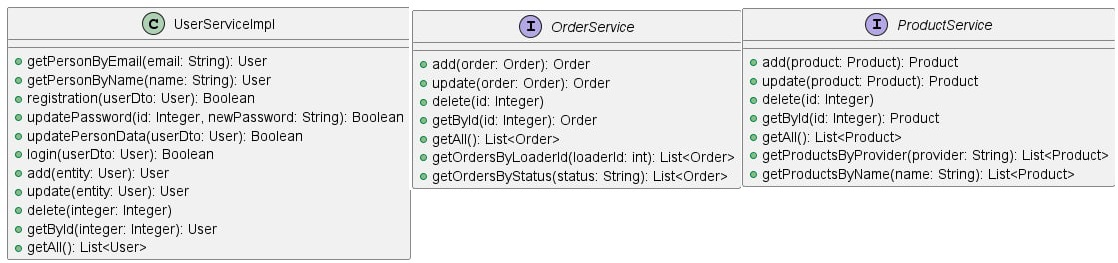 C UserServiceImpl
getPersonByEmail(email: String): User
getPersonByName(name: String): User
registration(userDto: User): Boolean
updatePassword(id: Integer, newPassword: String): Boolean
updatePersonData(userDto: User): Boolean
login(userDto: User): Boolean
add(entity: User): User
update(entity: User): User
delete(integer: Integer)
getById(integer: Integer): User
getAll(): List<User>
I OrderService
add(order: Order): Order
update(order: Order): Order
delete(id: Integer)
getById(id: Integer): Order
getAll(): List<Order>
getOrdersByLoaderId(loaderId: int): List<Order>
getOrdersByStatus(status: String): List<Order>
I ProductService
add(product: Product): Product
update(product: Product): Product
delete(id: Integer)
getById(id: Integer): Product
getAll(): List<Product>
getProductsByProvider(provider: String): List<Product>
getProductsByName(name: String): List<Product>